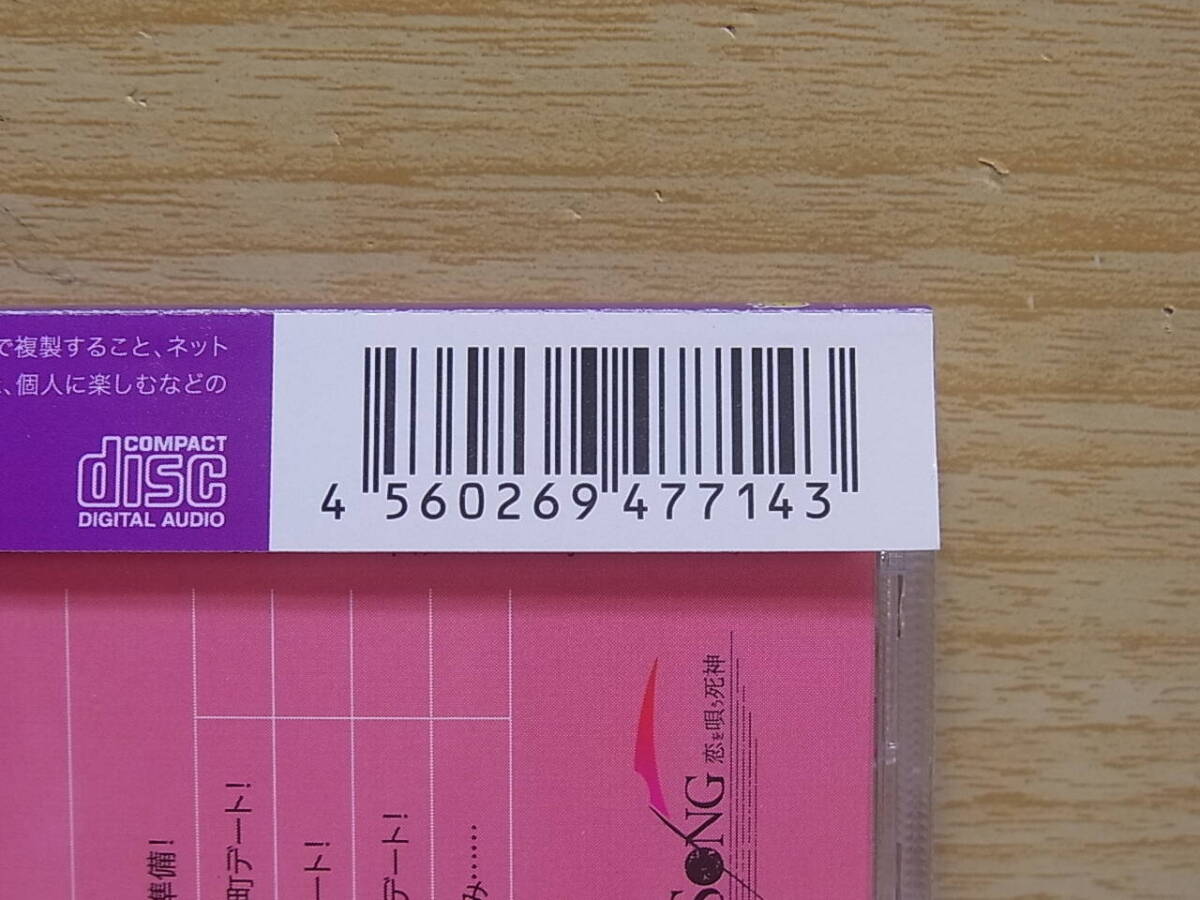 で複製すること、ネット
、個人に楽しむなどの
COMPACT
disc
DIGITAL AUDIO
4 560269 477143
準備！
町デート！
ート！
デート！
み……
SONG
恋を唄う死神